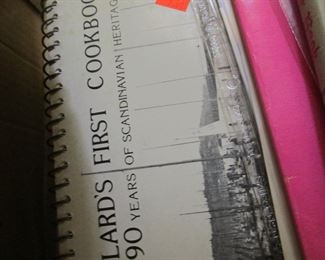 LARD'S FIRST COOKBOO
90 YEARS OF SCANDINAVIAN HERITAG